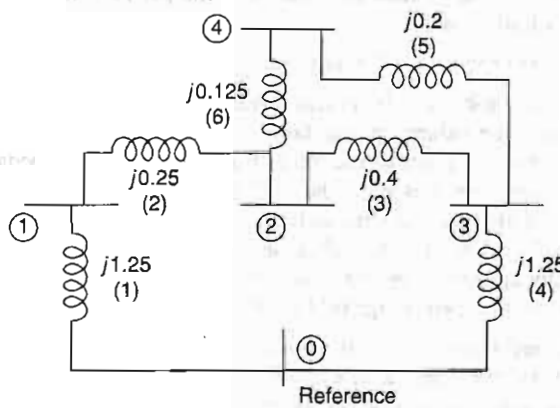 ④
j0.2
(5)
j0.125
(6)
j0.25
(2)
j0.4
(3)
①
②
③
j1.25
(1)
j1.25
(4)
⓪
Reference